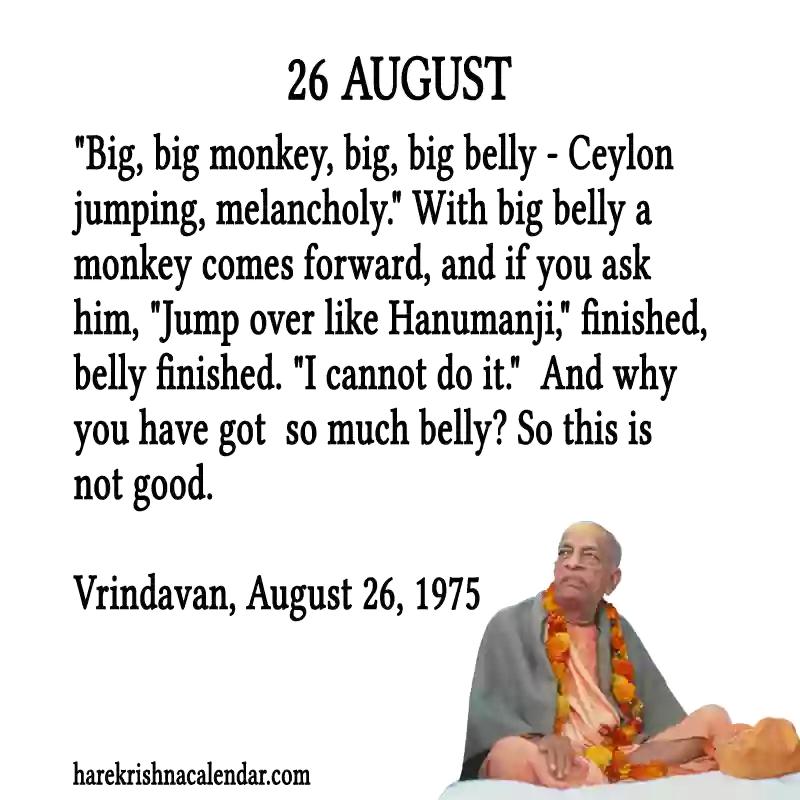 26 AUGUST
"Big, big monkey, big, big belly - Ceylon
jumping, melancholy." With big belly a
monkey comes forward, and if you ask
him, "Jump over like Hanumanji," finished,
belly finished. "I cannot do it."  And why
you have got  so much belly? So this is
not good.
Vrindavan, August 26, 1975
harekrishnacalendar.com